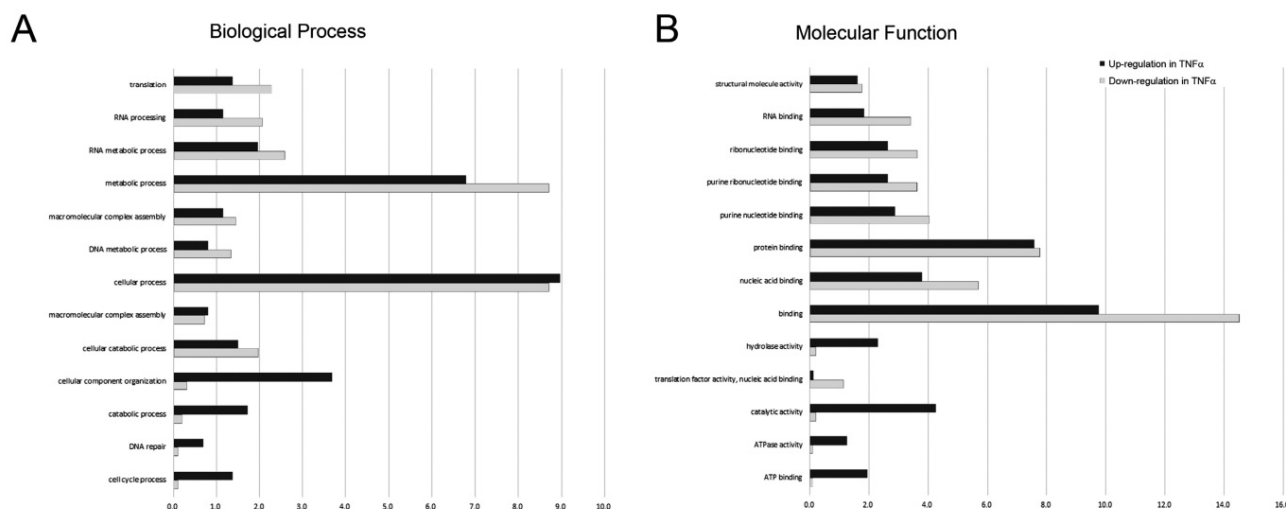 A
Biological Process
translation
RNA processing
RNA metabolic process
metabolic process
macromolecular complex assembly
DNA metabolic process
cellular process
macromolecular complex assembly
cellular catabolic process
cellular component organization
catabolic process
DNA repair
cell cycle process
0.0 1.0 2.0 3.0 4.0 5.0 6.0 7.0 8.0 9.0 10.0
B
Molecular Function
Up-regulation in TNFα
Down-regulation in TNFα
structural molecule activity
RNA binding
ribonucleotide binding
purine ribonucleotide binding
purine nucleotide binding
protein binding
nucleic acid binding
binding
hydrolase activity
translation factor activity, nucleic acid binding
catalytic activity
ATPase activity
ATP binding
0.0 2.0 4.0 6.0 8.0 10.0 12.0 14.0 16.0